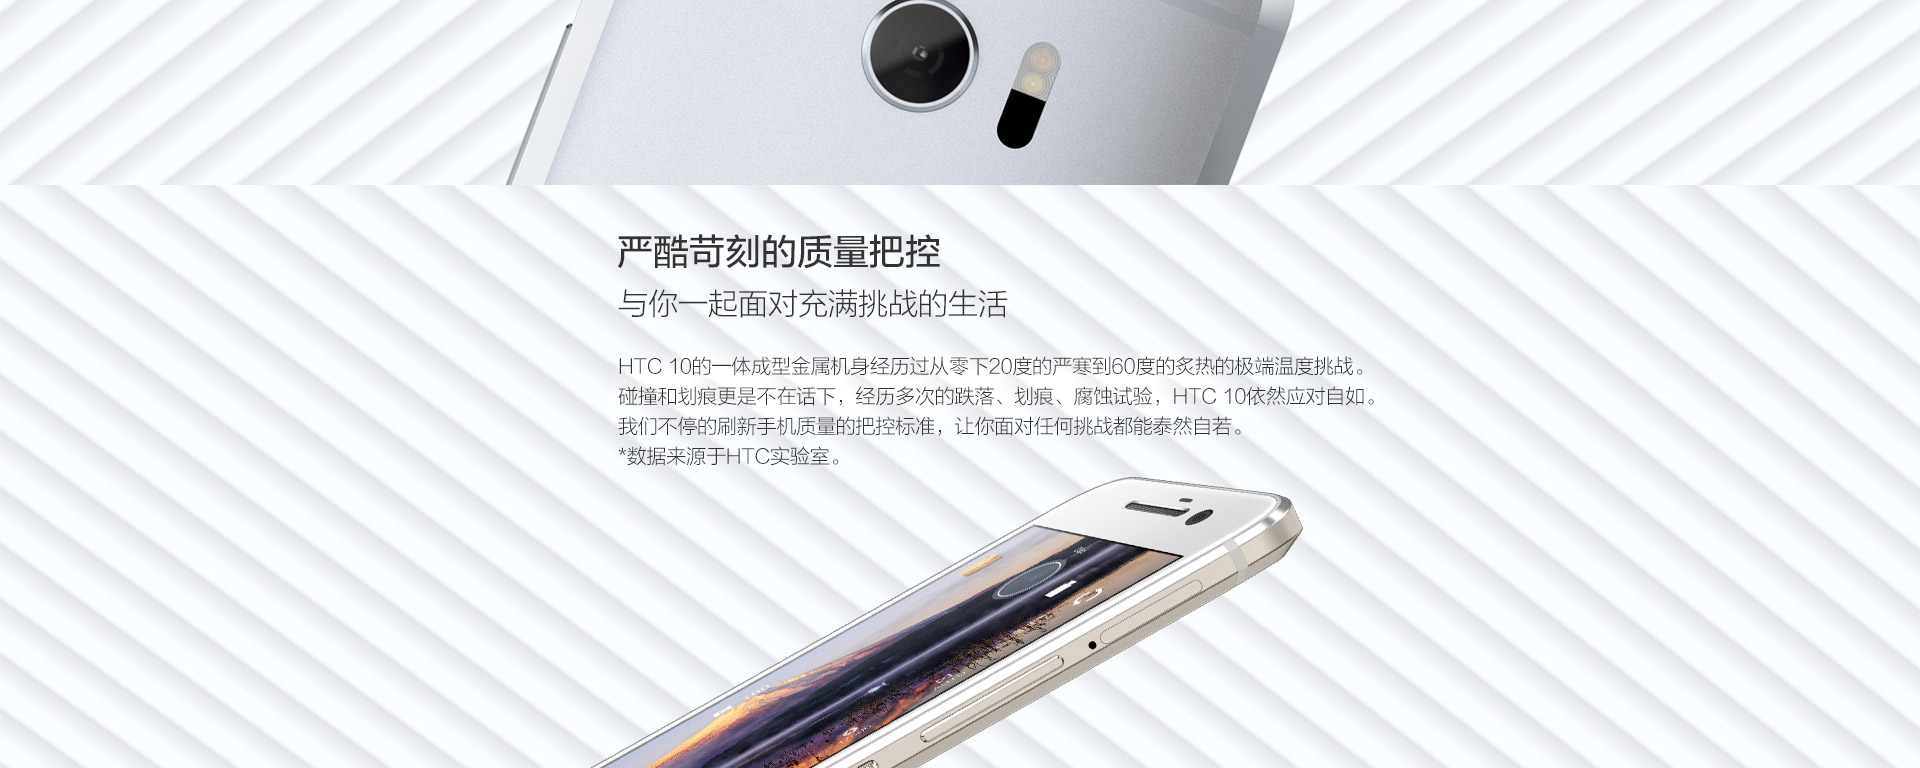 严酷苛刻的质量把控
与你一起面对充满挑战的生活
HTC 10的一体成型金属机身经历过从零下20度的严寒到60度的炙热的极端温度挑战。
碰撞和划痕更是不在话下，经历多次的跌落、划痕、腐蚀试验，HTC 10依然应对自如。
我们不停的刷新手机质量的把控标准，让你面对任何挑战都能泰然自若。
*数据来源于HTC实验室。